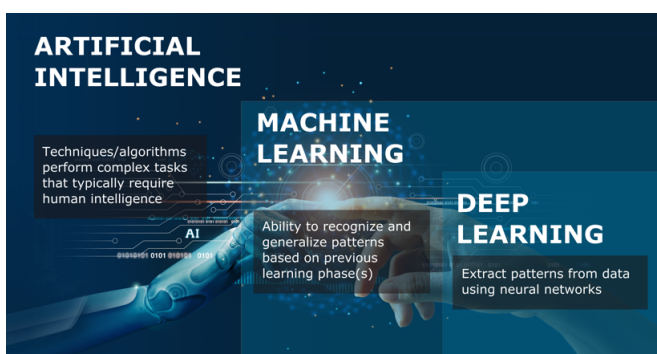 ARTIFICIAL
INTELLIGENCE
Techniques/algorithms
perform complex tasks
that typically require
human intelligence
AI
MACHINE
LEARNING
Ability to recognize and
generalize patterns
based on previous
learning phase(s)
DEEP
LEARNING
Extract patterns from data
using neural networks